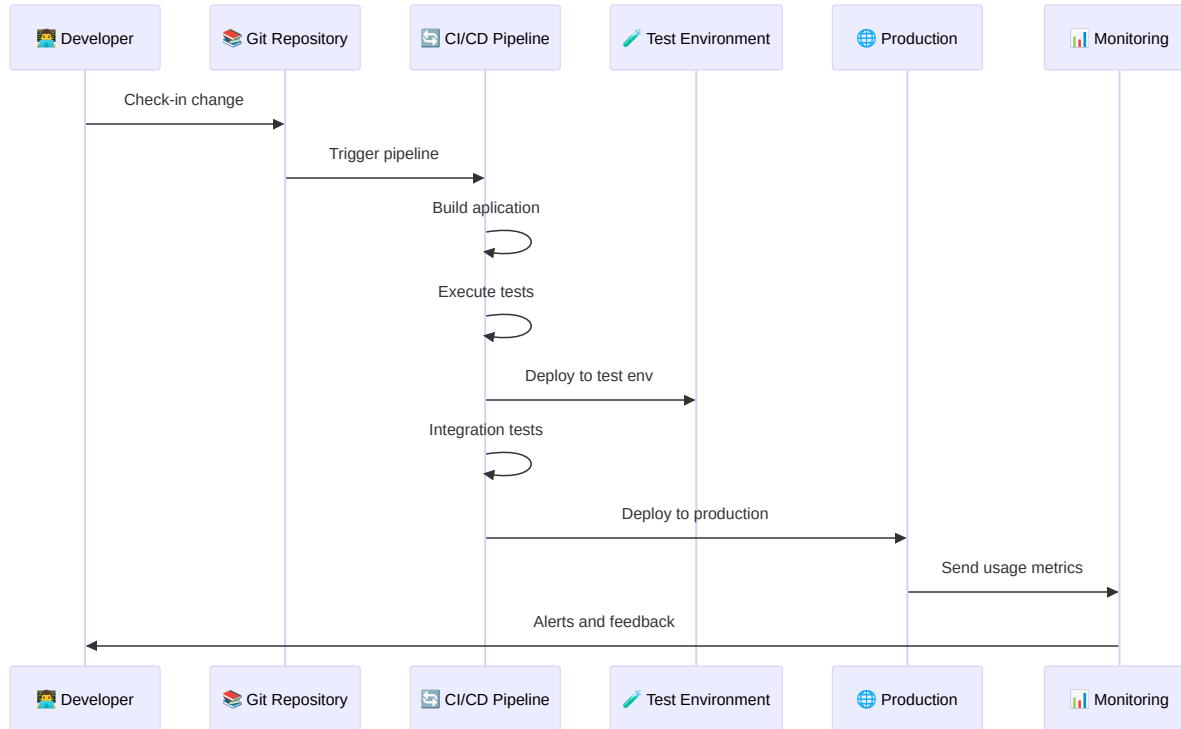 👨‍💻 Developer
📚 Git Repository
🔄 CI/CD Pipeline
🧪 Test Environment
🌐 Production
📊 Monitoring
Check-in change
Trigger pipeline
Build aplication
Execute tests
Deploy to test env
Integration tests
Deploy to production
Send usage metrics
Alerts and feedback
👨‍💻 Developer
📚 Git Repository
🔄 CI/CD Pipeline
🧪 Test Environment
🌐 Production
📊 Monitoring